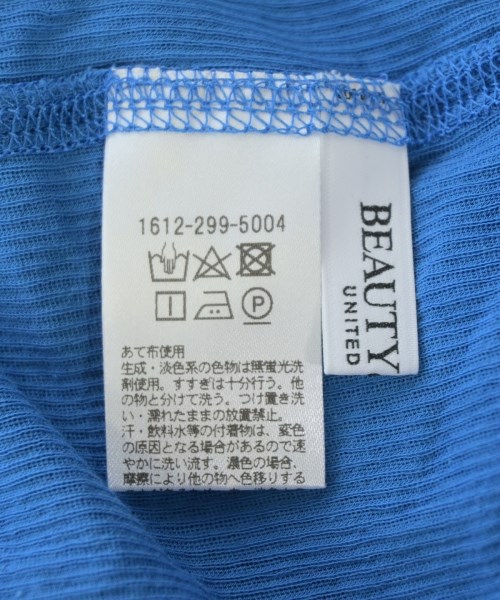 1612-299-5004
P
あて布使用
生成・淡色系の色物は無蛍光洗
剤使用。すすぎは十分行う。他
の物と分けて洗う。つけ置き洗
い・濡れたままの放置禁止。
汗・飲料水等の付着物は、変色
の原因となる場合があるので速
やかに洗い流す。濃色の場合、
摩擦により他の物へ色移りする
BEAUTY
UNITED